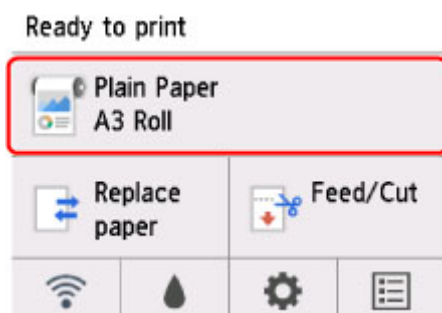 Ready to print
Plain Paper
A3 Roll
Replace
paper
Feed/Cut